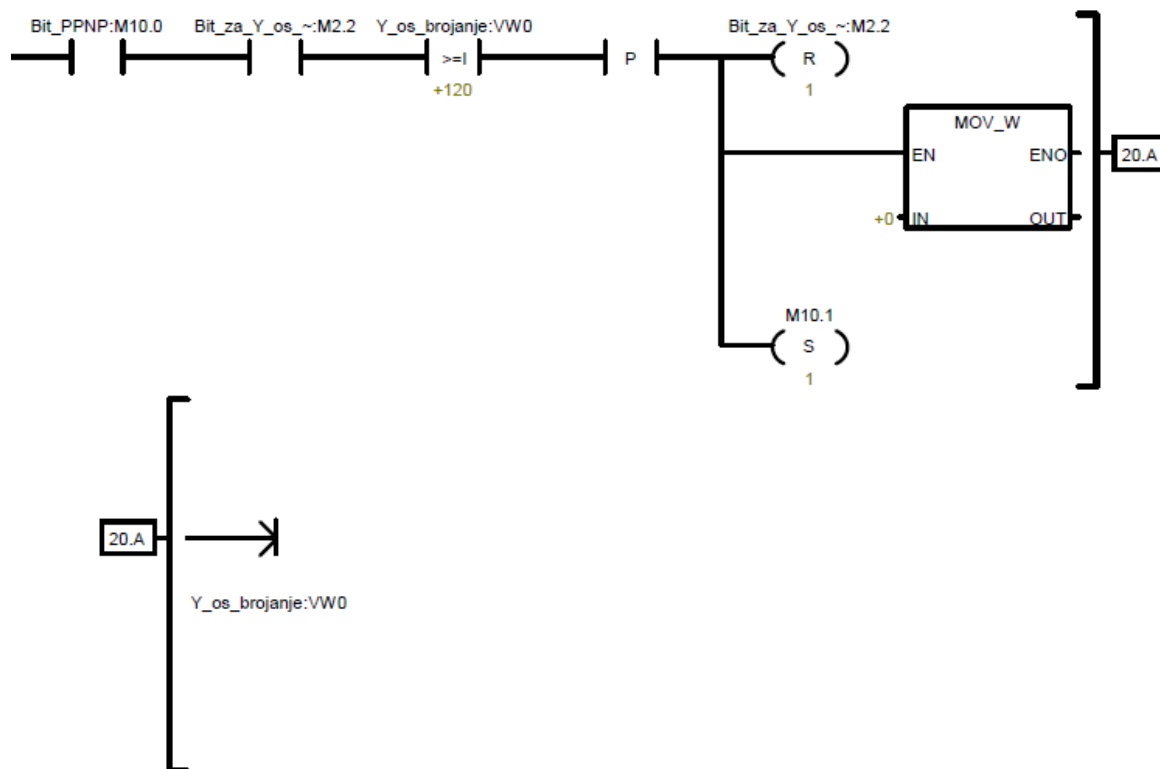 Bit_PPNP:M10.0 Bit_za_Y_os_~:M2.2 Y_os_brojanje:VW0 Bit_za_Y_os_~:M2.2
>=I P R
+120 1
MOV_W
EN ENO 20.A
+0 IN OUT
M10.1
S
1
20.A
Y_os_brojanje:VW0